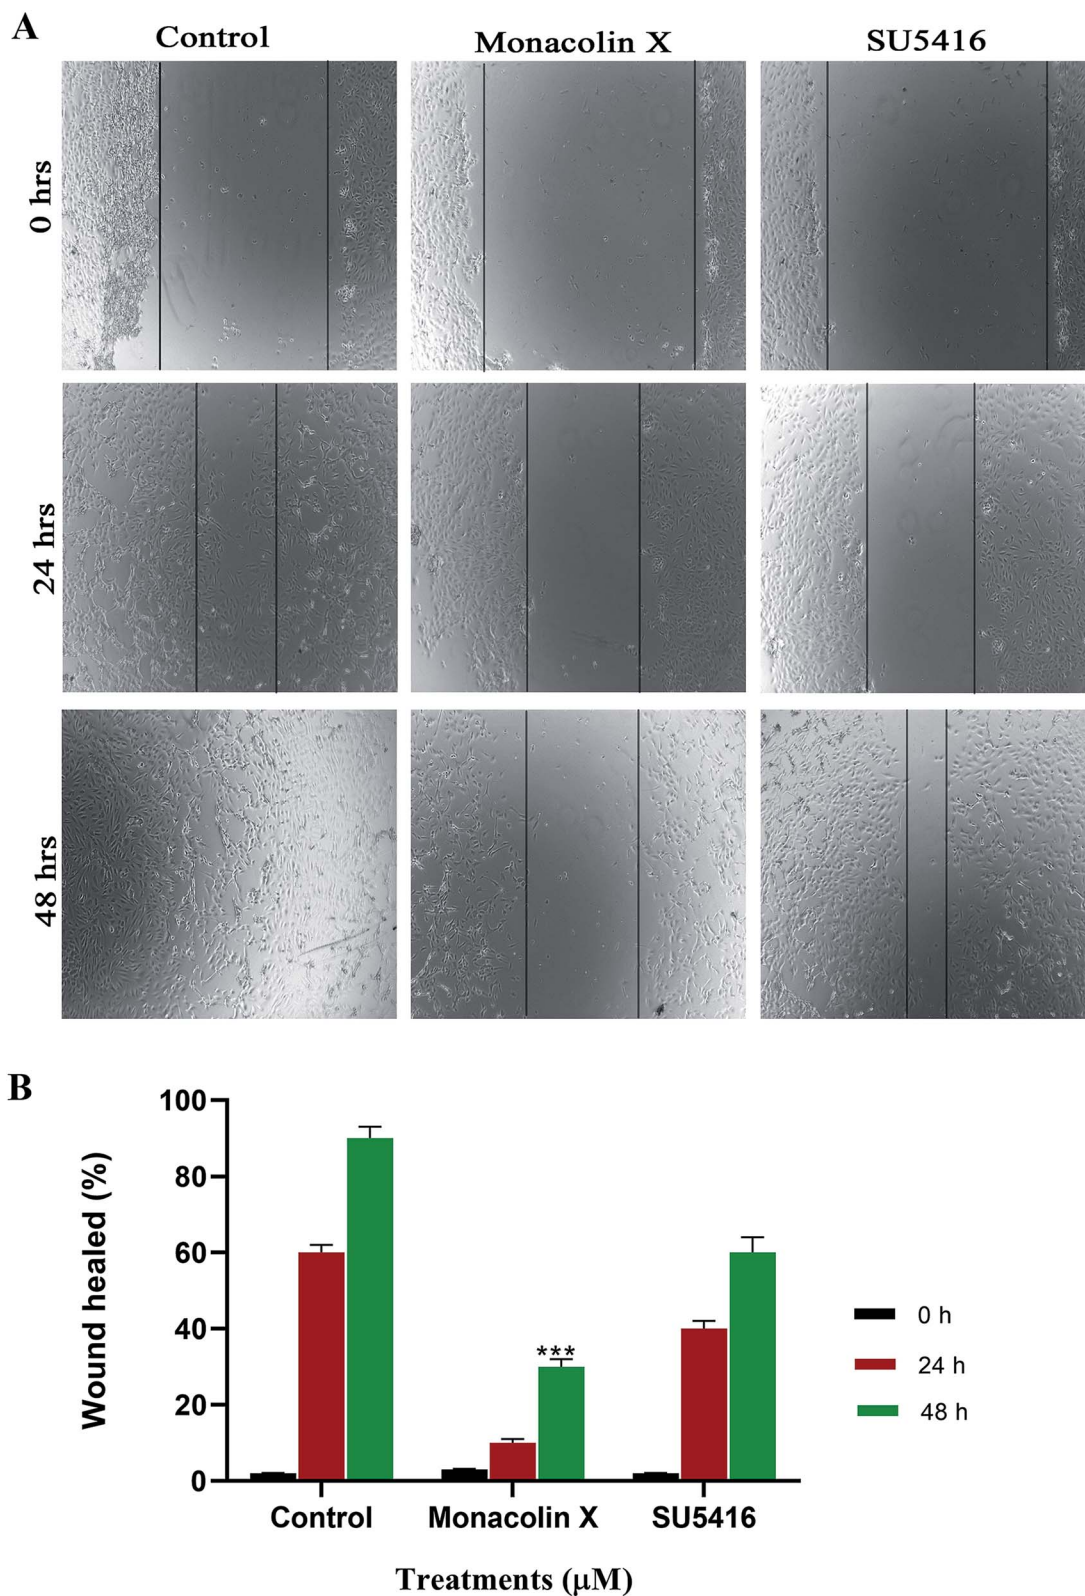 A
Control
Monacolin X
SU5416
0 hrs
24 hrs
48 hrs
B
Wound healed (%)
100
80
60
40
20
0
***
Control
Monacolin X
SU5416
Treatments (μM)
0 h
24 h
48 h